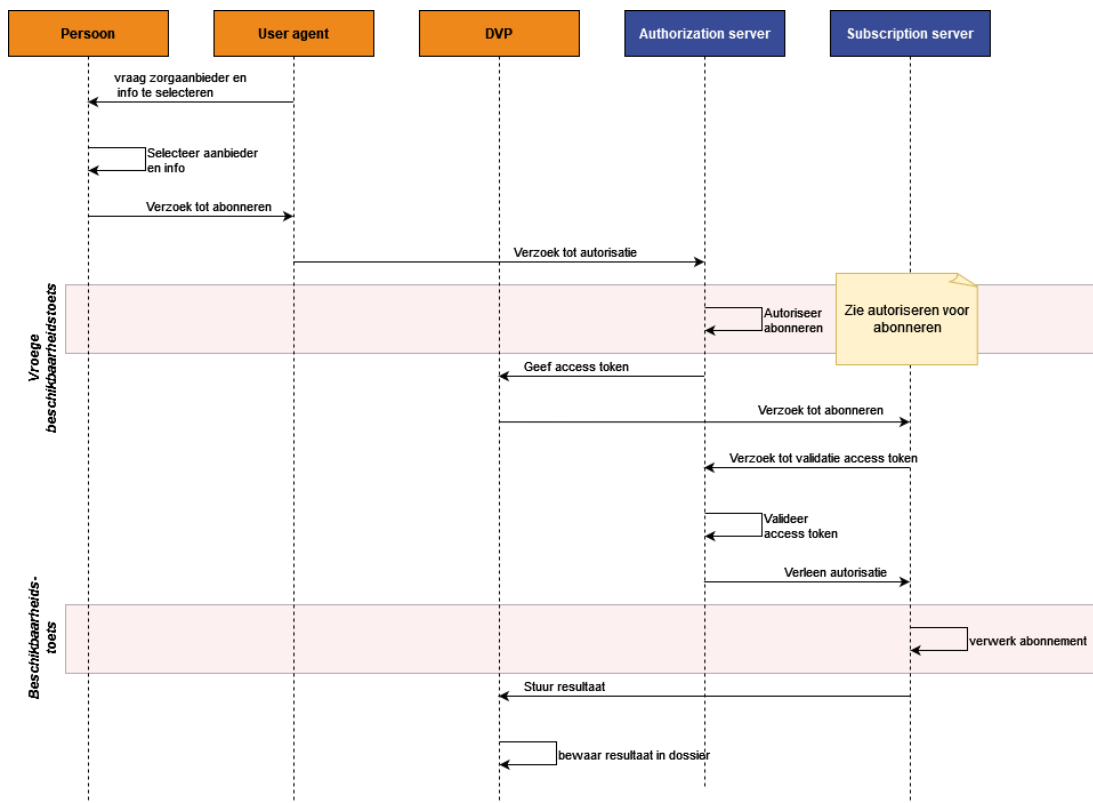 Persoon
User agent
DVP
Authorization server
Subscription server
vraag zorgaanbieder en
info te selecteren
Selecteer aanbieder
en info
Verzoek tot abonneren
Verzoek tot autorisatie
Vroege
beschikbaarheidstoets
Autoriseer
abonneren
Zie autoriseren voor
abonneren
Geef access token
Verzoek tot abonneren
Verzoek tot validatie access token
Valideer
access token
Verleen autorisatie
Beschikbaarheids-
toets
verwerk abonnement
Stuur resultaat
bewaar resultaat in dossier